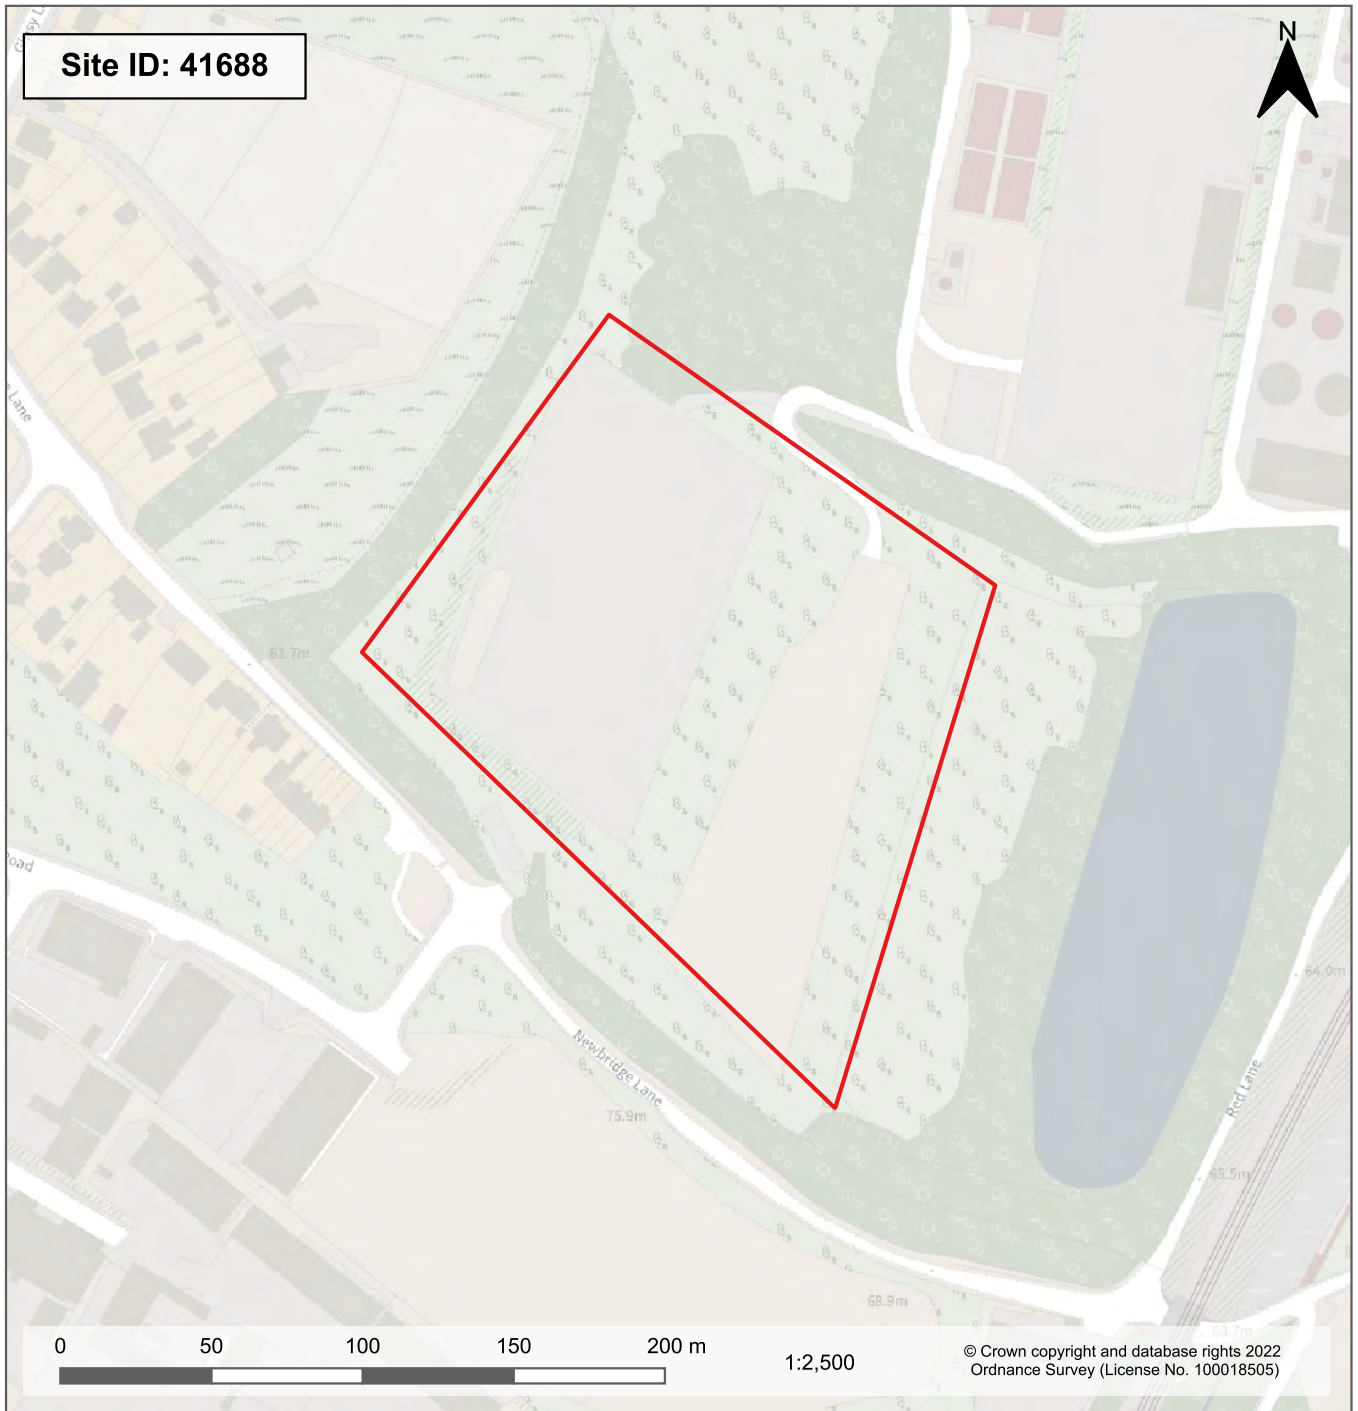 Site ID: 41688
N
Lane
81.7m
Road
Newbridge Lane
75.9m
64.0m
Red Lane
65.5m
68.9m
63.7m
0 50 100 150 200 m
1:2,500
© Crown copyright and database rights 2022
Ordnance Survey (License No. 100018505)